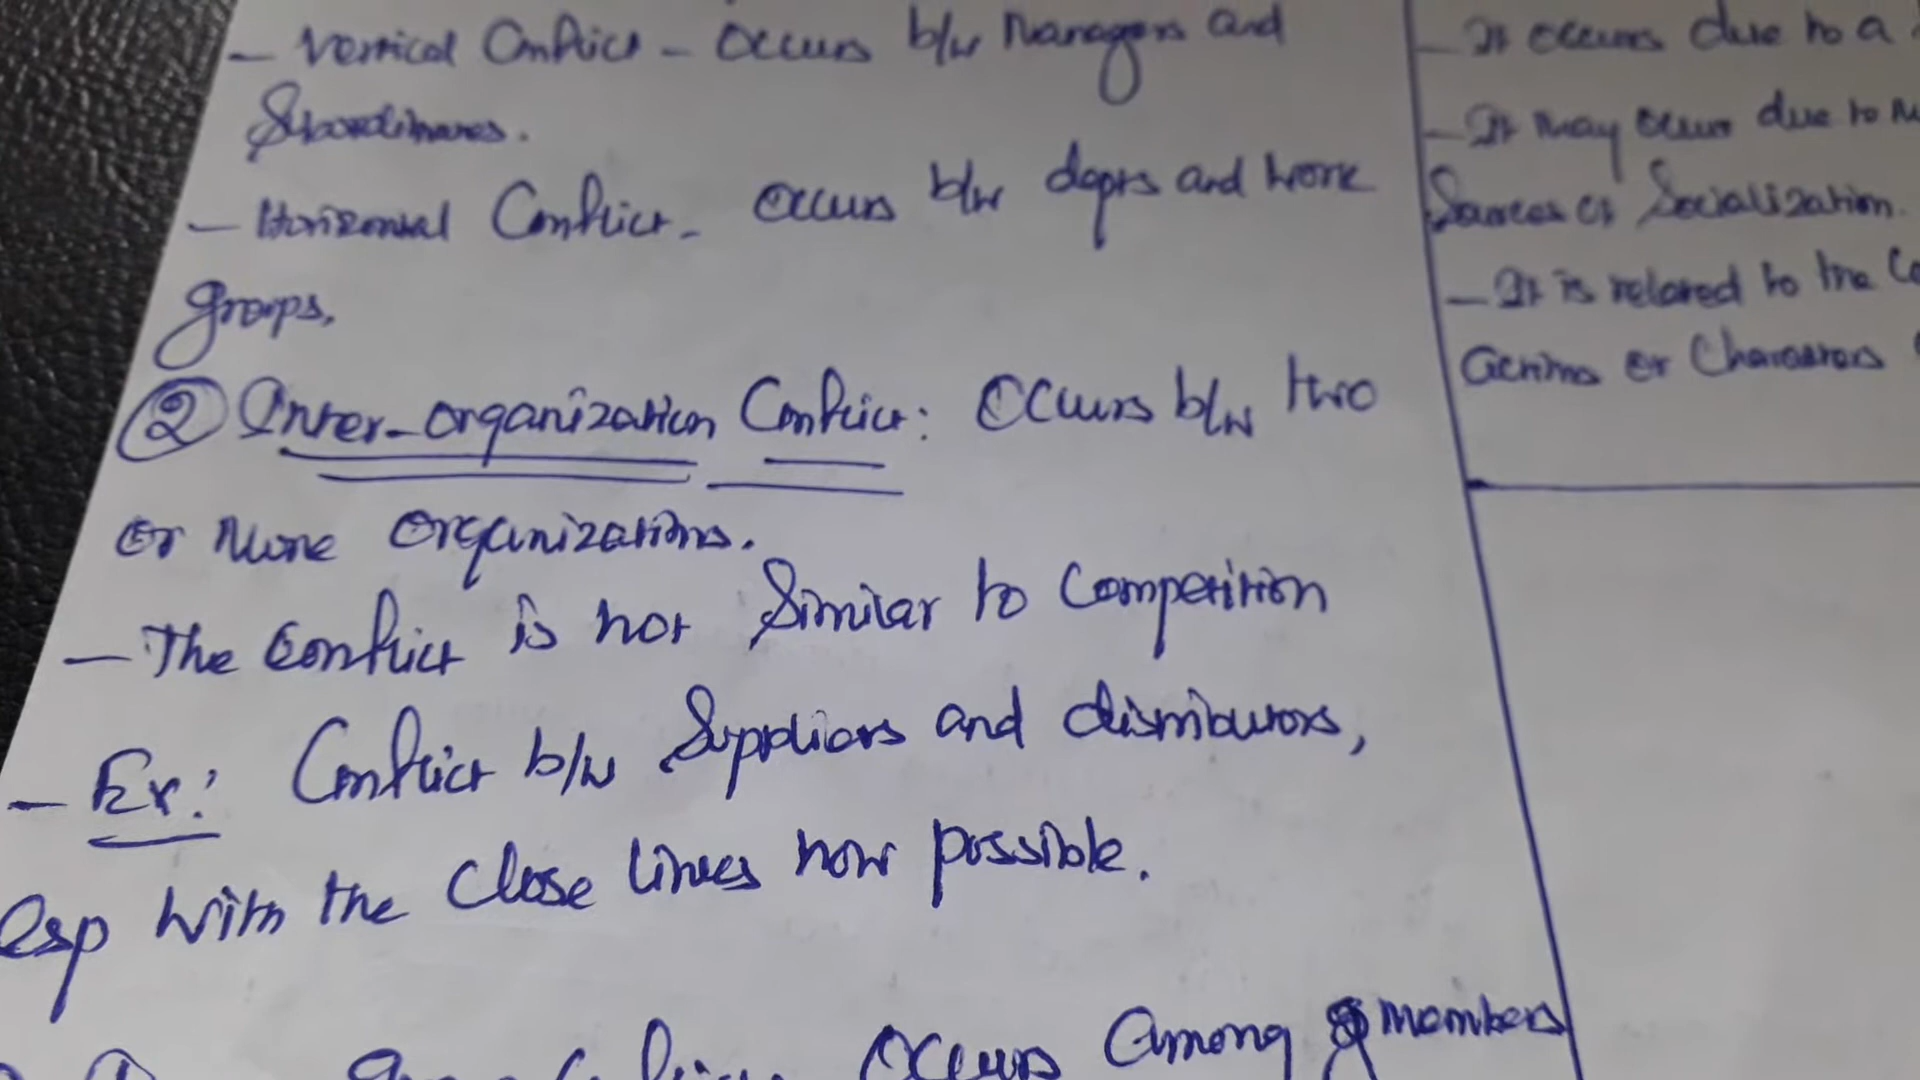 - Vertical Conflict - Occurs b/w Managers and
Subordinates.
- Horizontal Conflict - Occurs b/w depts and work
groups.
② Inter-organization Conflict: Occurs b/w two
or More Organizations.
- The Conflict is not Similar to Competition
- Ex: Conflict b/w Suppliers and distributors,
esp with the Close links now possible.
Occurs Among members
- It occurs due to a
- It may occur due to
Sources of Socialization.
- It is related to the
Actions or Characters